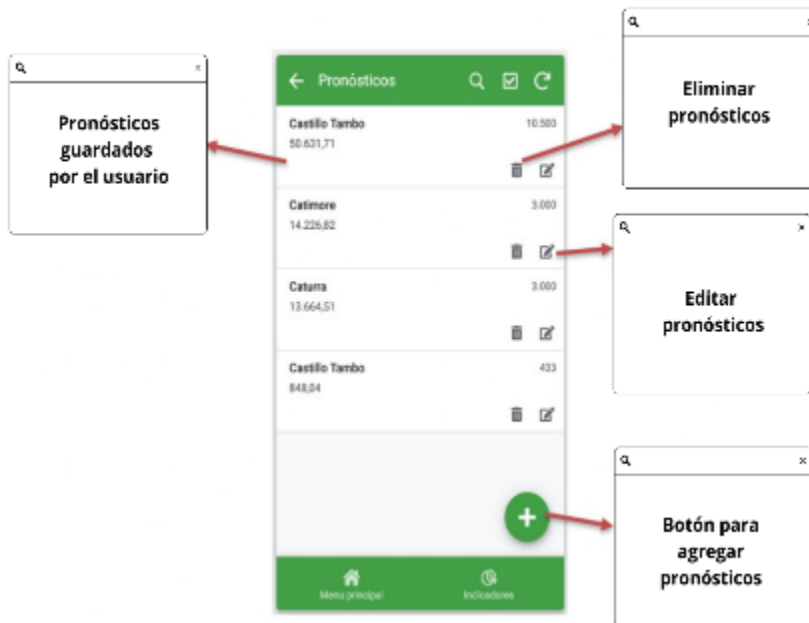 Pronósticos
guardados
por el usuario
Pronósticos
Castillo Tambo
10.500
50.631,71
Catimore
3.000
14.226,82
Caturra
3.000
13.664,51
Castillo Tambo
433
848,04
Menu principal
Indicadores
Eliminar
pronósticos
Editar
pronósticos
Botón para
agregar
pronósticos